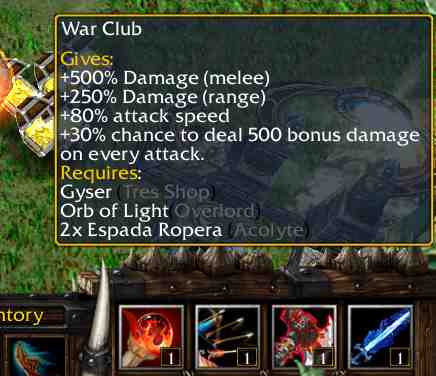 War Club
Gives:
+500% Damage (melee)
+250% Damage (range)
+80% attack speed
+30% chance to deal 500 bonus damage
on every attack.
Requires:
Gyser (Tres Shop)
Orb of Light (Overlord)
2x Espada Ropera (Acolyte)
ntory
1 1 1 1